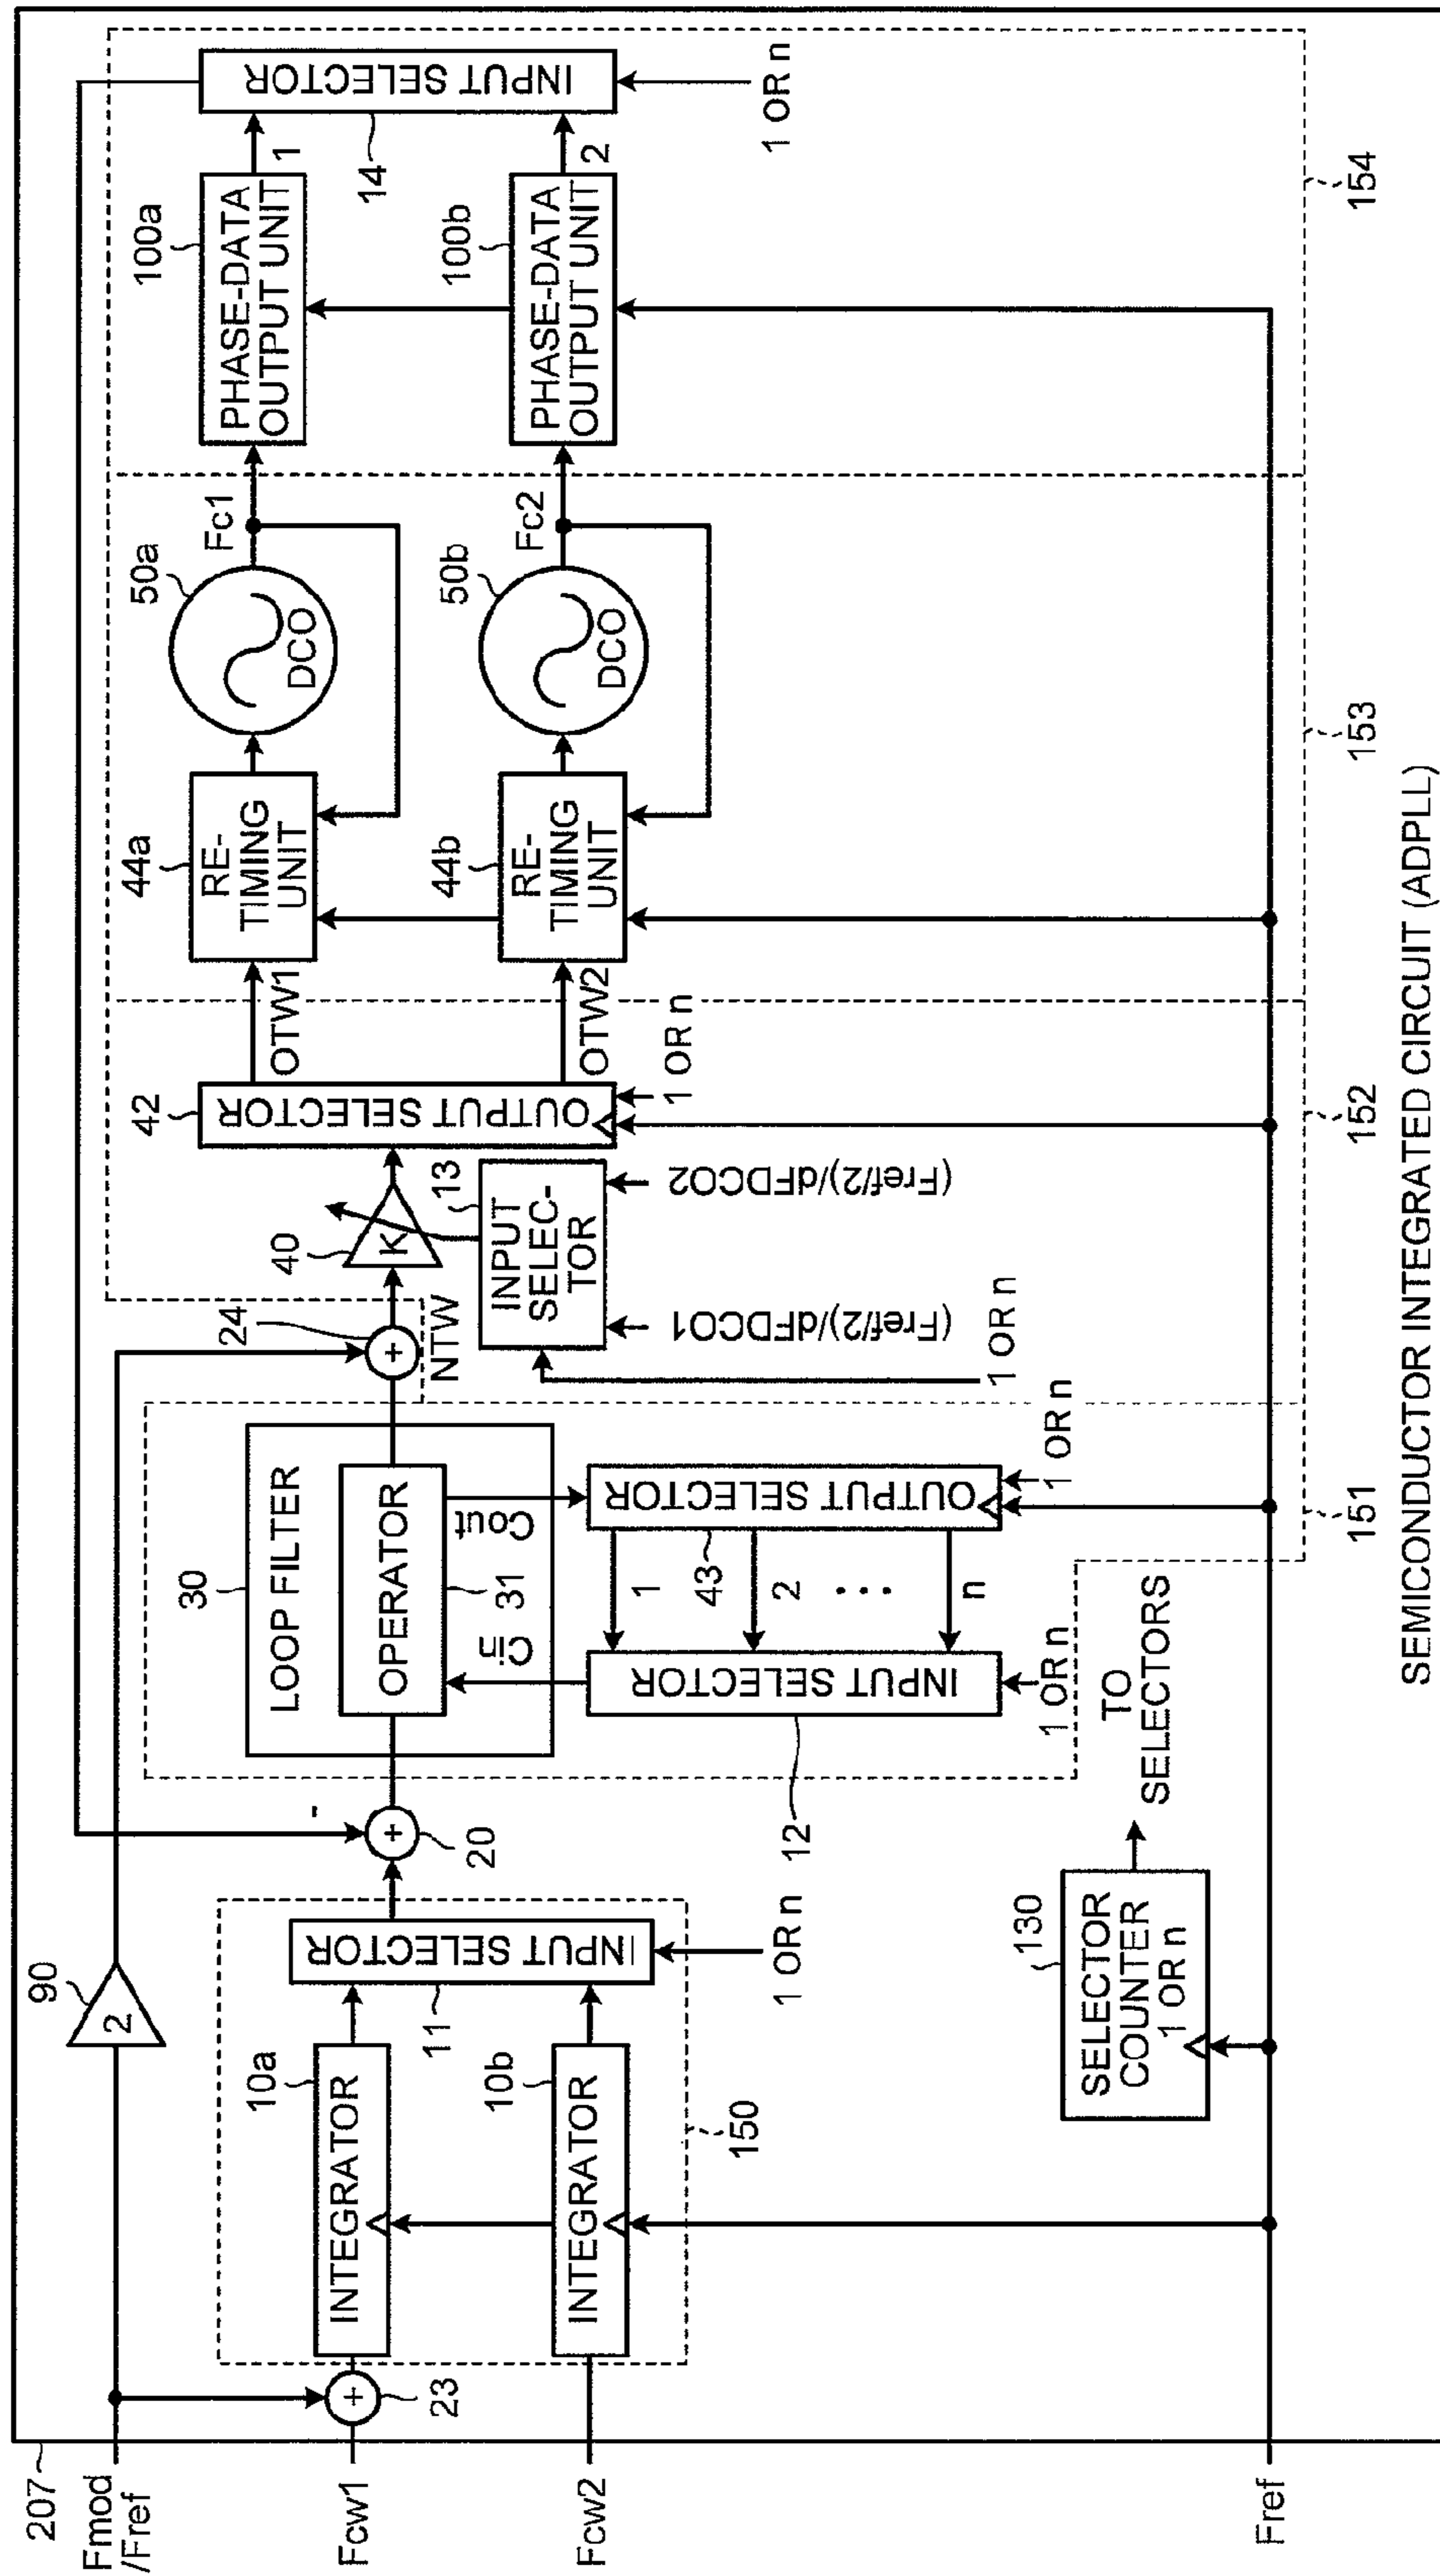 207
Fmod
/Fref
Fcw1
Fcw2
Fref
+
23
90
2
10a
INTEGRATOR
10b
INTEGRATOR
150
11
INPUT SELECTOR
1 OR n
130
SELECTOR
COUNTER
1 OR n
TO
SELECTORS
-
+
20
30
LOOP FILTER
OPERATOR
31
Cin
Cout
12
INPUT SELECTOR
1 OR n
1
2
...
n
43
OUTPUT SELECTOR
1 OR n
151
24
+
NTW
40
K
13
INPUT
SELEC-
TOR
(Fref/2)/dFDCO1
(Fref/2)/dFDCO2
1 OR n
42
OUTPUT SELECTOR
1 OR n
152
OTW1
OTW2
44a
RE-
TIMING
UNIT
44b
RE-
TIMING
UNIT
50a
DCO
Fc1
50b
DCO
Fc2
153
100a
PHASE-DATA
OUTPUT UNIT
1
100b
PHASE-DATA
OUTPUT UNIT
2
14
INPUT SELECTOR
1 OR n
154
SEMICONDUCTOR INTEGRATED CIRCUIT (ADPLL)